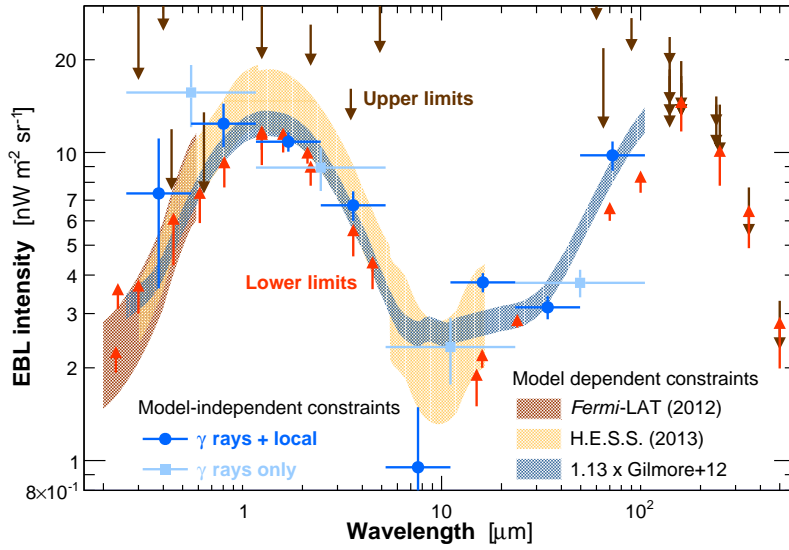 EBL intensity [nW m⁻² sr⁻¹]
20
10
7
6
5
4
3
2
1
8×10⁻¹
Upper limits
Lower limits
Model-independent constraints
γ rays + local
γ rays only
Model dependent constraints
Fermi-LAT (2012)
H.E.S.S. (2013)
1.13 x Gilmore+12
1
10
10²
Wavelength [μm]